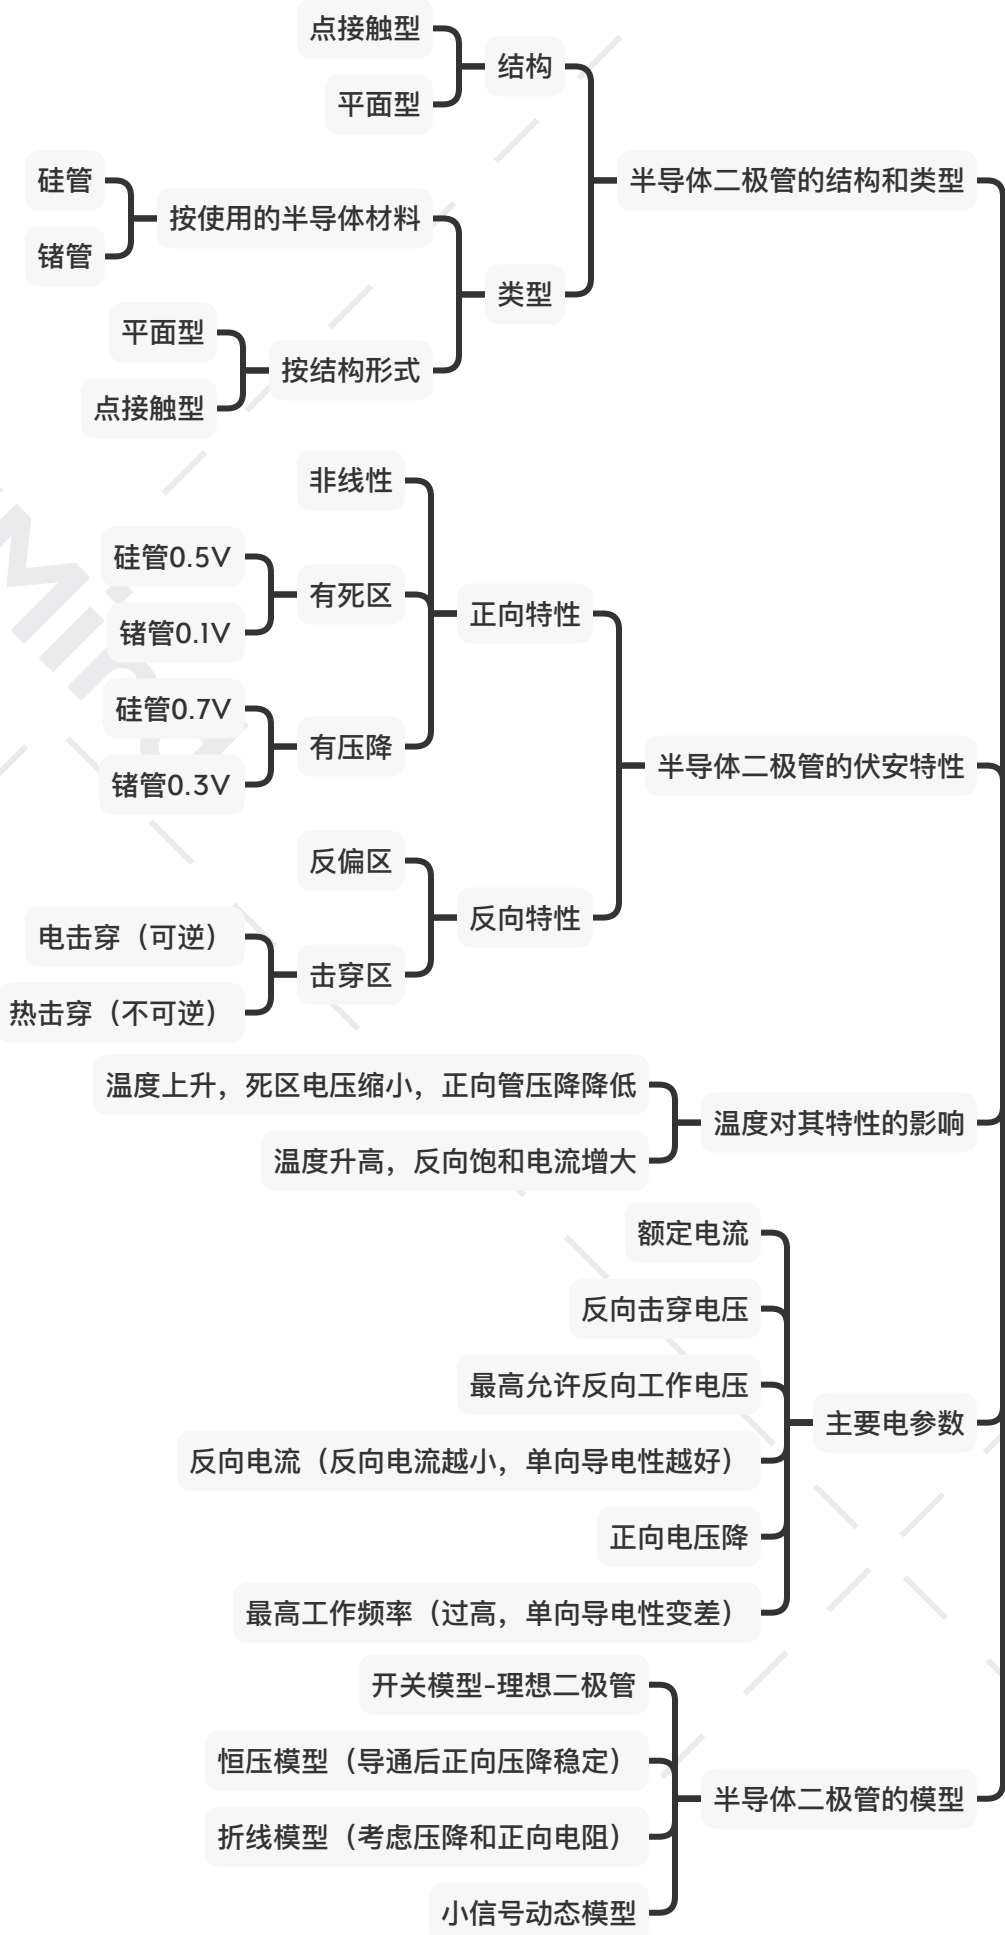 点接触型
结构
平面型
半导体二极管的结构和类型
硅管
按使用的半导体材料
锗管
类型
平面型
按结构形式
点接触型
非线性
硅管0.5V
有死区
正向特性
锗管0.1V
硅管0.7V
有压降
半导体二极管的伏安特性
锗管0.3V
反偏区
反向特性
电击穿（可逆）
击穿区
热击穿（不可逆）
温度上升，死区电压缩小，正向管压降降低
温度对其特性的影响
温度升高，反向饱和电流增大
额定电流
反向击穿电压
最高允许反向工作电压
主要电参数
反向电流（反向电流越小，单向导电性越好）
正向电压降
最高工作频率（过高，单向导电性变差）
开关模型-理想二极管
恒压模型（导通后正向压降稳定）
半导体二极管的模型
折线模型（考虑压降和正向电阻）
小信号动态模型